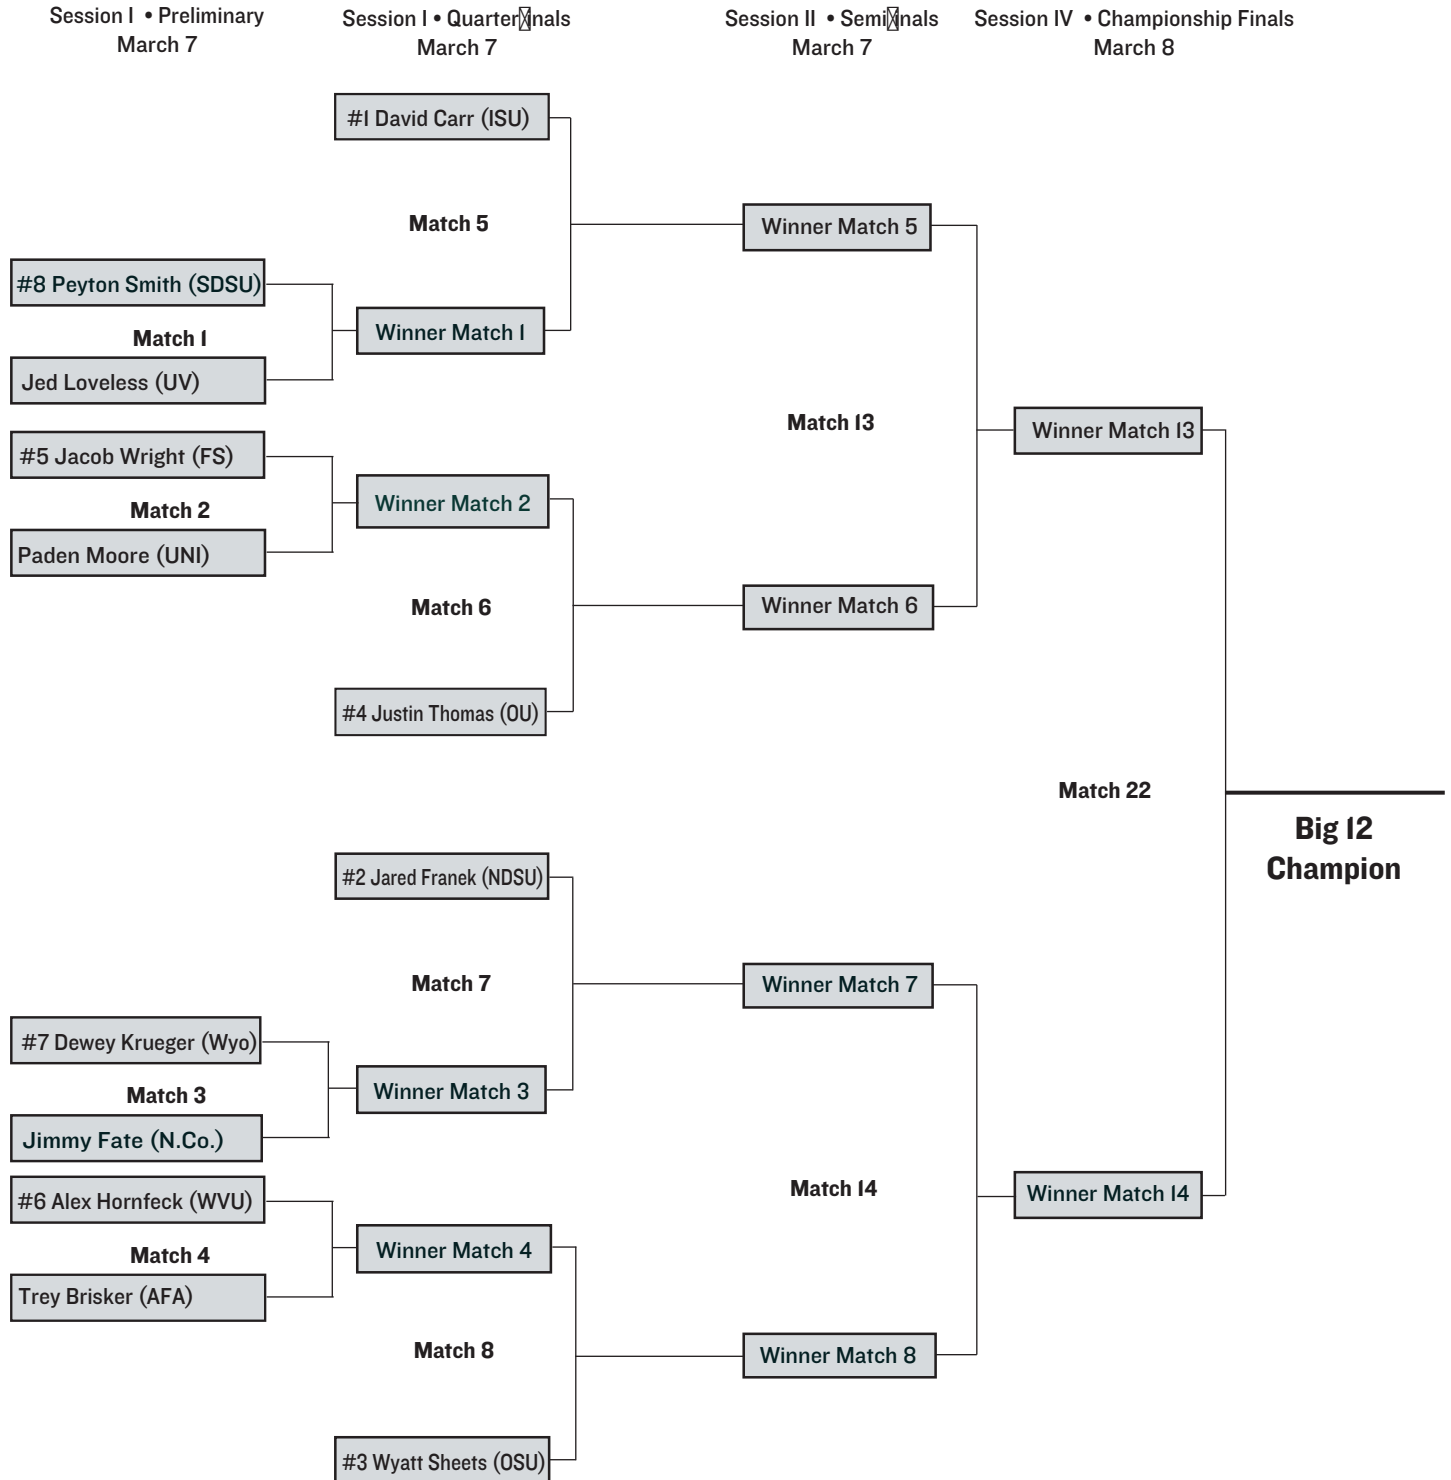 Session I • Preliminary
March 7
Session I • Quarter☒nals
March 7
Session II • Semi☒nals
March 7
Session IV • Championship Finals
March 8
#1 David Carr (ISU)
Match 5
Winner Match 5
#8 Peyton Smith (SDSU)
Match 1
Winner Match 1
Jed Loveless (UV)
Match 13
Winner Match 13
#5 Jacob Wright (FS)
Match 2
Winner Match 2
Paden Moore (UNI)
Match 6
Winner Match 6
#4 Justin Thomas (OU)
Match 22
Big 12
Champion
#2 Jared Franek (NDSU)
Match 7
Winner Match 7
#7 Dewey Krueger (Wyo)
Match 3
Winner Match 3
Jimmy Fate (N.Co.)
Match 14
Winner Match 14
#6 Alex Hornfeck (WVU)
Match 4
Winner Match 4
Trey Brisker (AFA)
Match 8
Winner Match 8
#3 Wyatt Sheets (OSU)